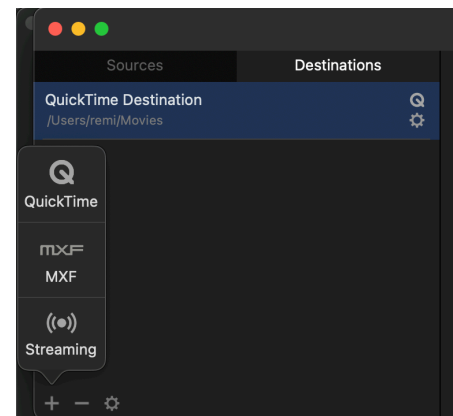 Sources
Destinations
QuickTime Destination
/Users/remi/Movies
QuickTime
MXF
MXF
Streaming